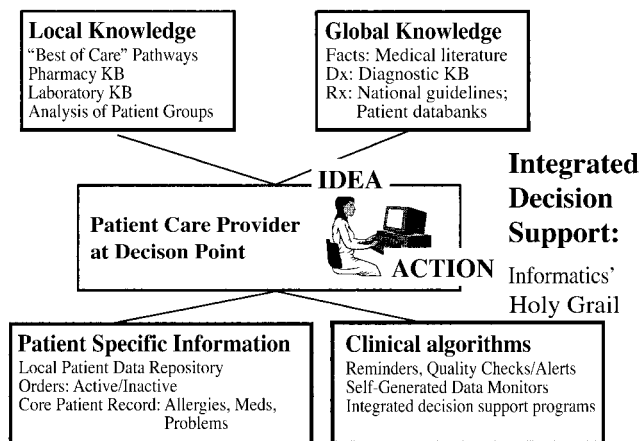 Local Knowledge
“Best of Care” Pathways
Pharmacy KB
Laboratory KB
Analysis of Patient Groups
Global Knowledge
Facts: Medical literature
Dx: Diagnostic KB
Rx: National guidelines;
Patient databanks
IDEA
Patient Care Provider
at Decison Point
ACTION
Integrated
Decision
Support:
Informatics’
Holy Grail
Patient Specific Information
Local Patient Data Repository
Orders: Active/Inactive
Core Patient Record: Allergies, Meds,
Problems
Clinical algorithms
Reminders, Quality Checks/Alerts
Self-Generated Data Monitors
Integrated decision support programs